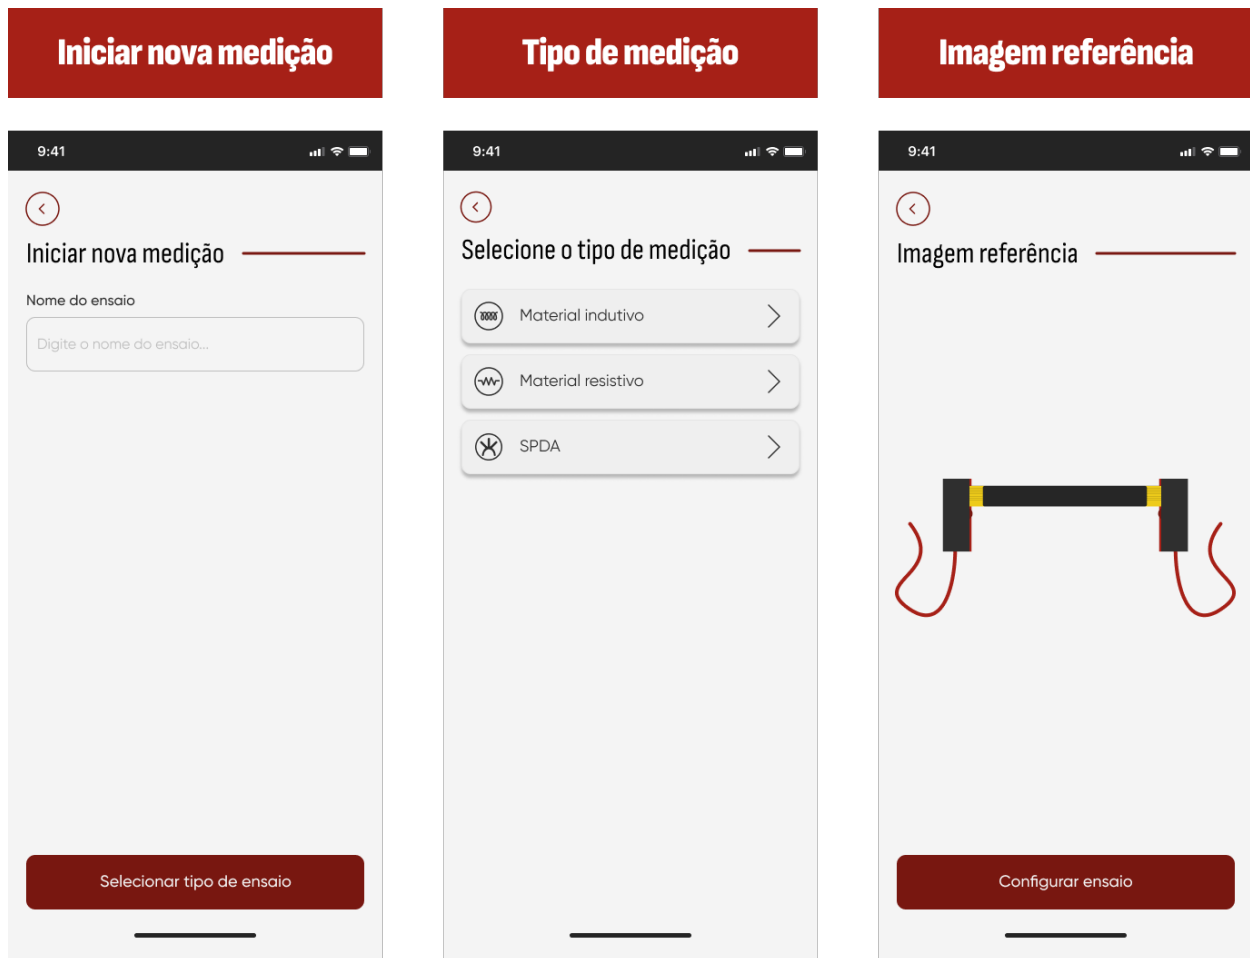 Iniciar nova medição
9:41
Iniciar nova medição
Nome do ensaio
Digite o nome do ensaio...
Selecionar tipo de ensaio
Tipo de medição
9:41
Selecione o tipo de medição
Material indutivo
Material resistivo
SPDA
Imagem referência
9:41
Imagem referência
Configurar ensaio